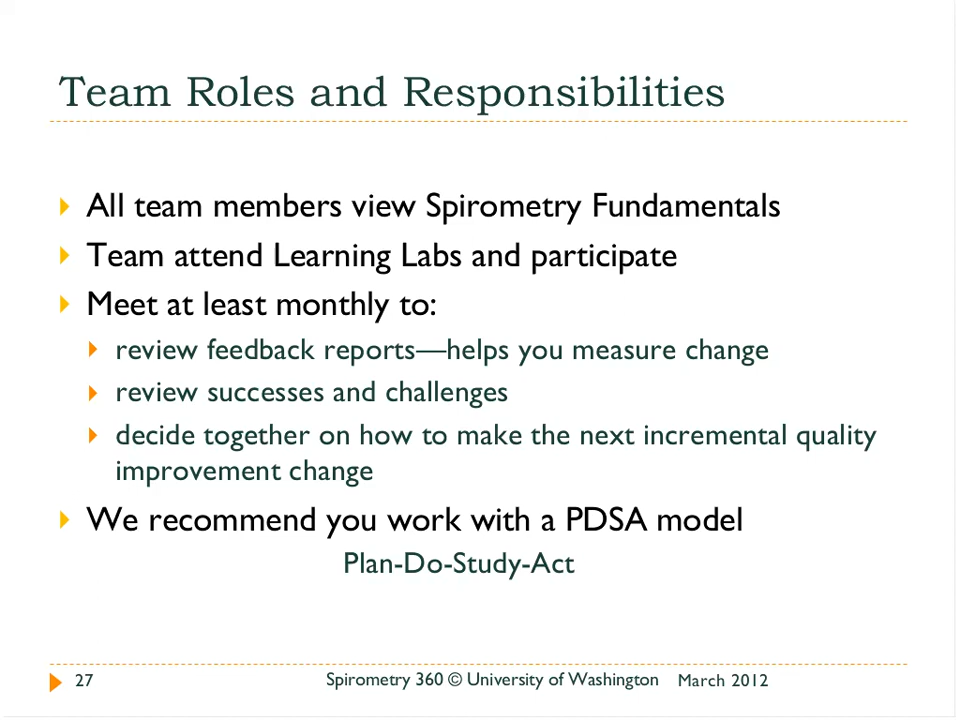 Team Roles and Responsibilities
All team members view Spirometry Fundamentals
Team attend Learning Labs and participate
Meet at least monthly to:
review feedback reports—helps you measure change
review successes and challenges
decide together on how to make the next incremental quality
improvement change
We recommend you work with a PDSA model
Plan-Do-Study-Act
27 Spirometry 360 © University of Washington March 2012